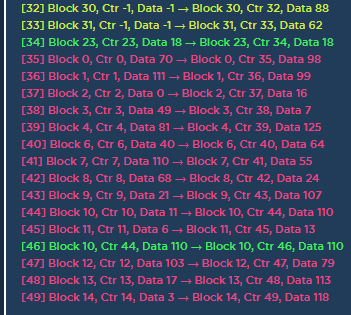 [32] Block 30, Ctr -1, Data -1 → Block 30, Ctr 32, Data 88
[33] Block 31, Ctr -1, Data -1 → Block 31, Ctr 33, Data 62
[34] Block 23, Ctr 23, Data 18 → Block 23, Ctr 34, Data 18
[35] Block 0, Ctr 0, Data 70 → Block 0, Ctr 35, Data 98
[36] Block 1, Ctr 1, Data 111 → Block 1, Ctr 36, Data 99
[37] Block 2, Ctr 2, Data 0 → Block 2, Ctr 37, Data 16
[38] Block 3, Ctr 3, Data 49 → Block 3, Ctr 38, Data 7
[39] Block 4, Ctr 4, Data 81 → Block 4, Ctr 39, Data 125
[40] Block 6, Ctr 6, Data 40 → Block 6, Ctr 40, Data 64
[41] Block 7, Ctr 7, Data 110 → Block 7, Ctr 41, Data 55
[42] Block 8, Ctr 8, Data 68 → Block 8, Ctr 42, Data 24
[43] Block 9, Ctr 9, Data 21 → Block 9, Ctr 43, Data 107
[44] Block 10, Ctr 10, Data 11 → Block 10, Ctr 44, Data 110
[45] Block 11, Ctr 11, Data 6 → Block 11, Ctr 45, Data 13
[46] Block 10, Ctr 44, Data 110 → Block 10, Ctr 46, Data 110
[47] Block 12, Ctr 12, Data 103 → Block 12, Ctr 47, Data 79
[48] Block 13, Ctr 13, Data 17 → Block 13, Ctr 48, Data 113
[49] Block 14, Ctr 14, Data 3 → Block 14, Ctr 49, Data 118